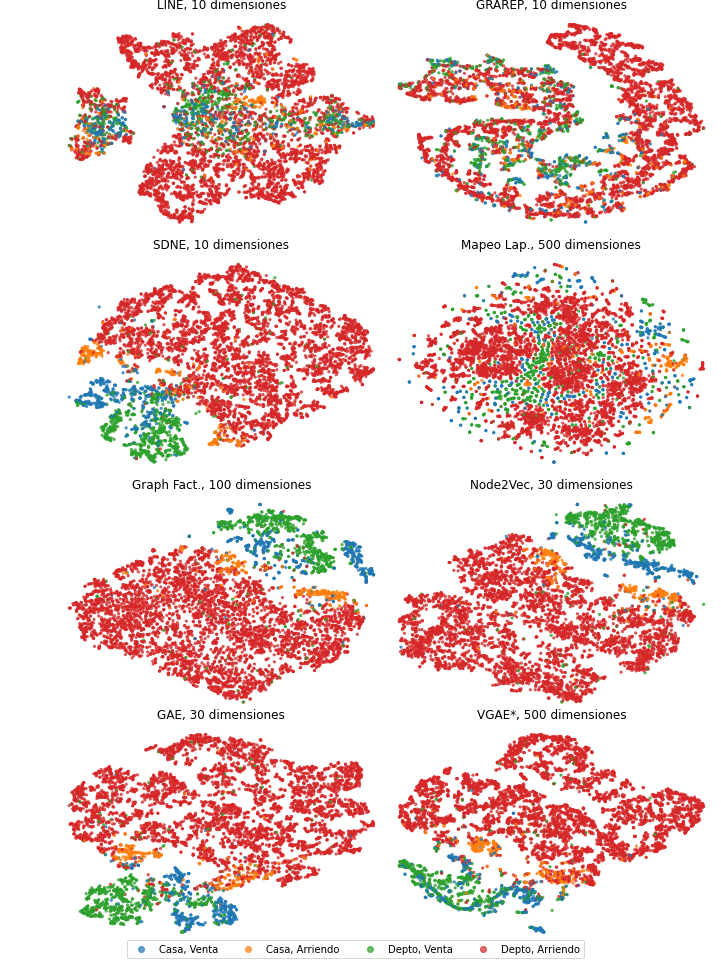 LINE, 10 dimensiones
GRAREP, 10 dimensiones
SDNE, 10 dimensiones
Mapeo Lap., 500 dimensiones
Graph Fact., 100 dimensiones
Node2Vec, 30 dimensiones
GAE, 30 dimensiones
VGAE*, 500 dimensiones
Casa, Venta Casa, Arriendo Depto, Venta Depto, Arriendo